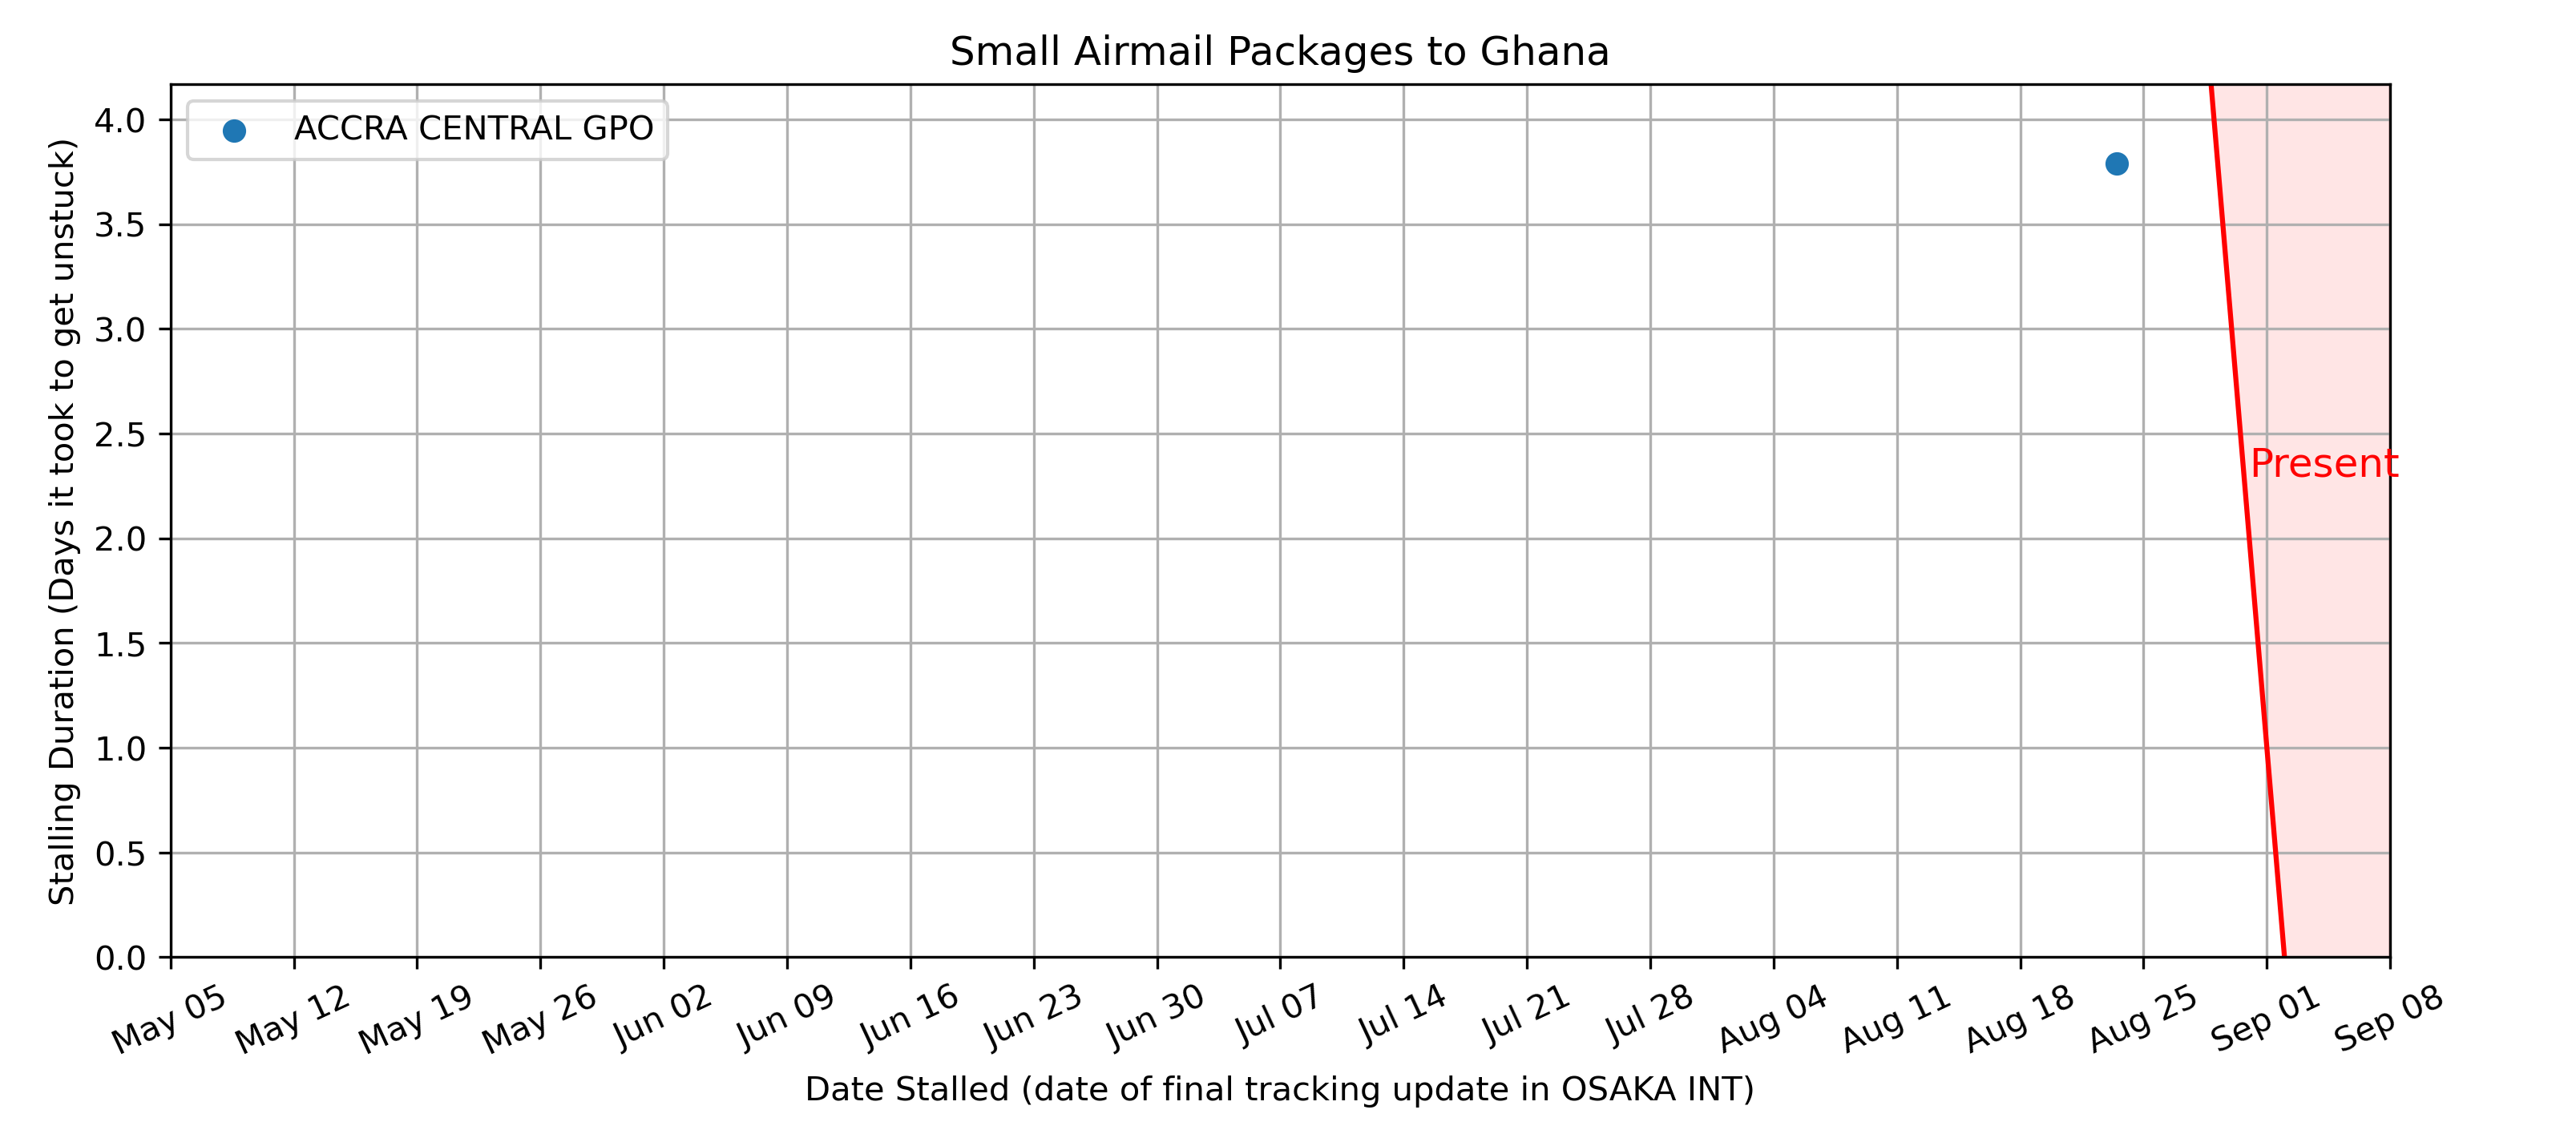 Small Airmail Packages to Ghana
ACCRA CENTRAL GPO
Stalling Duration (Days it took to get unstuck)
4.0
3.5
3.0
2.5
2.0
1.5
1.0
0.5
0.0
Present
May 05
May 12
May 19
May 26
Jun 02
Jun 09
Jun 16
Jun 23
Jun 30
Jul 07
Jul 14
Jul 21
Jul 28
Aug 04
Aug 11
Aug 18
Aug 25
Sep 01
Sep 08
Date Stalled (date of final tracking update in OSAKA INT)